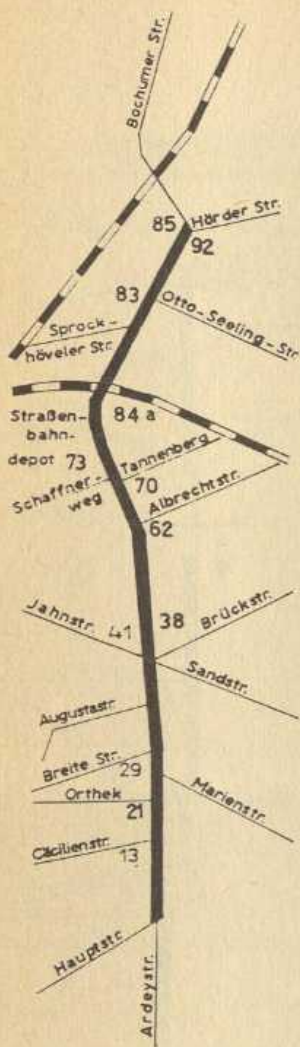 Bochumer Str.
85 Hörder Str.
92
83
Otto-Seeling-Str
Sprock-
höveler Str.
Straßen-
bahn-
depot 73
84 a
Tannenberg
Schaffner-
weg
70
Albrechtstr.
62
Jahnstr.
41
38
Brückstr.
Sandstr.
Augustastr.
Breite Str.
29
Orthek
21
Marienstr.
Cäcilienstr.
13
Hauptstr.
Ardeystr.